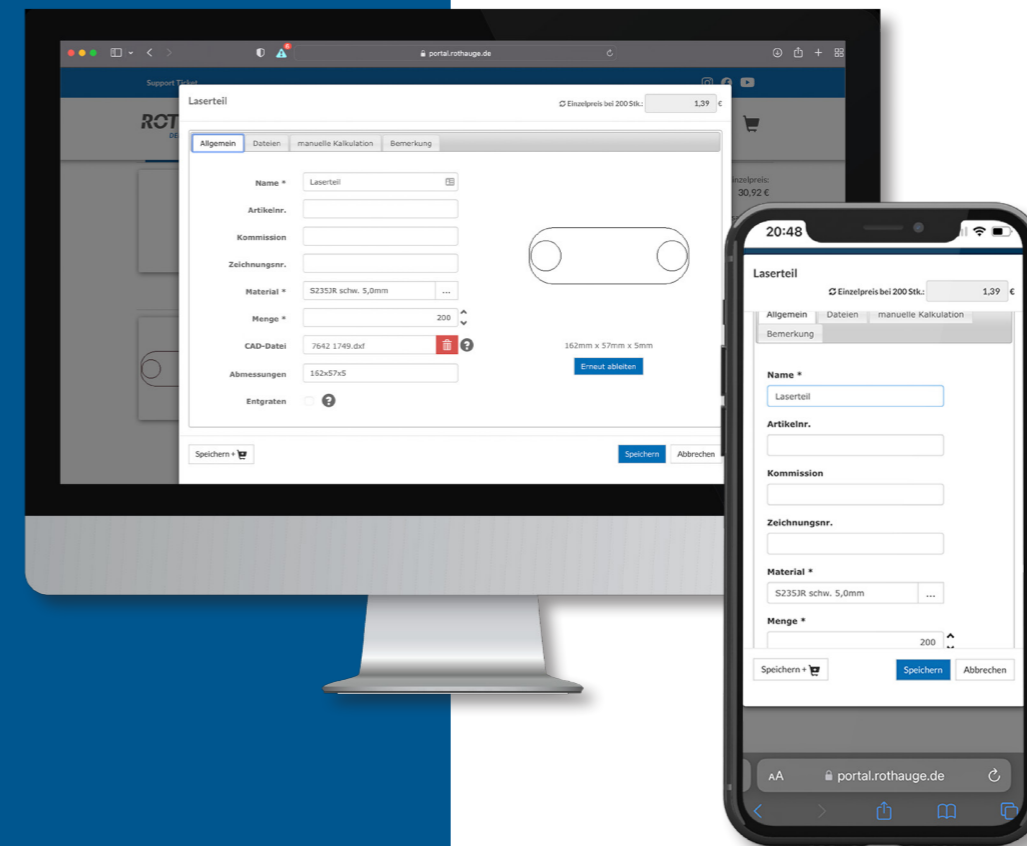 portal.rothauge.de
Support Ticket
ROT
DE
Laserteil
Einzelpreis bei 200 Stk.: 1,39 €
Allgemein Dateien manuelle Kalkulation Bemerkung
Name * Laserteil
Artikelnr.
Kommission
Zeichnungsnr.
Material * S235JR schw. 5,0mm ...
Menge * 200
CAD-Datei 7642 1749.dxf ?
Abmessungen 162x57x5
Entgraten ?
162mm x 57mm x 5mm
Erneut ableiten
Speichern + Speichern Abbrechen
inzelpreis:
30,92 €
20:48
Laserteil
Einzelpreis bei 200 Stk.: 1,39 €
Allgemein Dateien manuelle Kalkulation
Bemerkung
Name *
Laserteil
Artikelnr.
Kommission
Zeichnungsnr.
Material *
S235JR schw. 5,0mm ...
Menge *
200
Speichern + Speichern Abbrechen
AA portal.rothauge.de